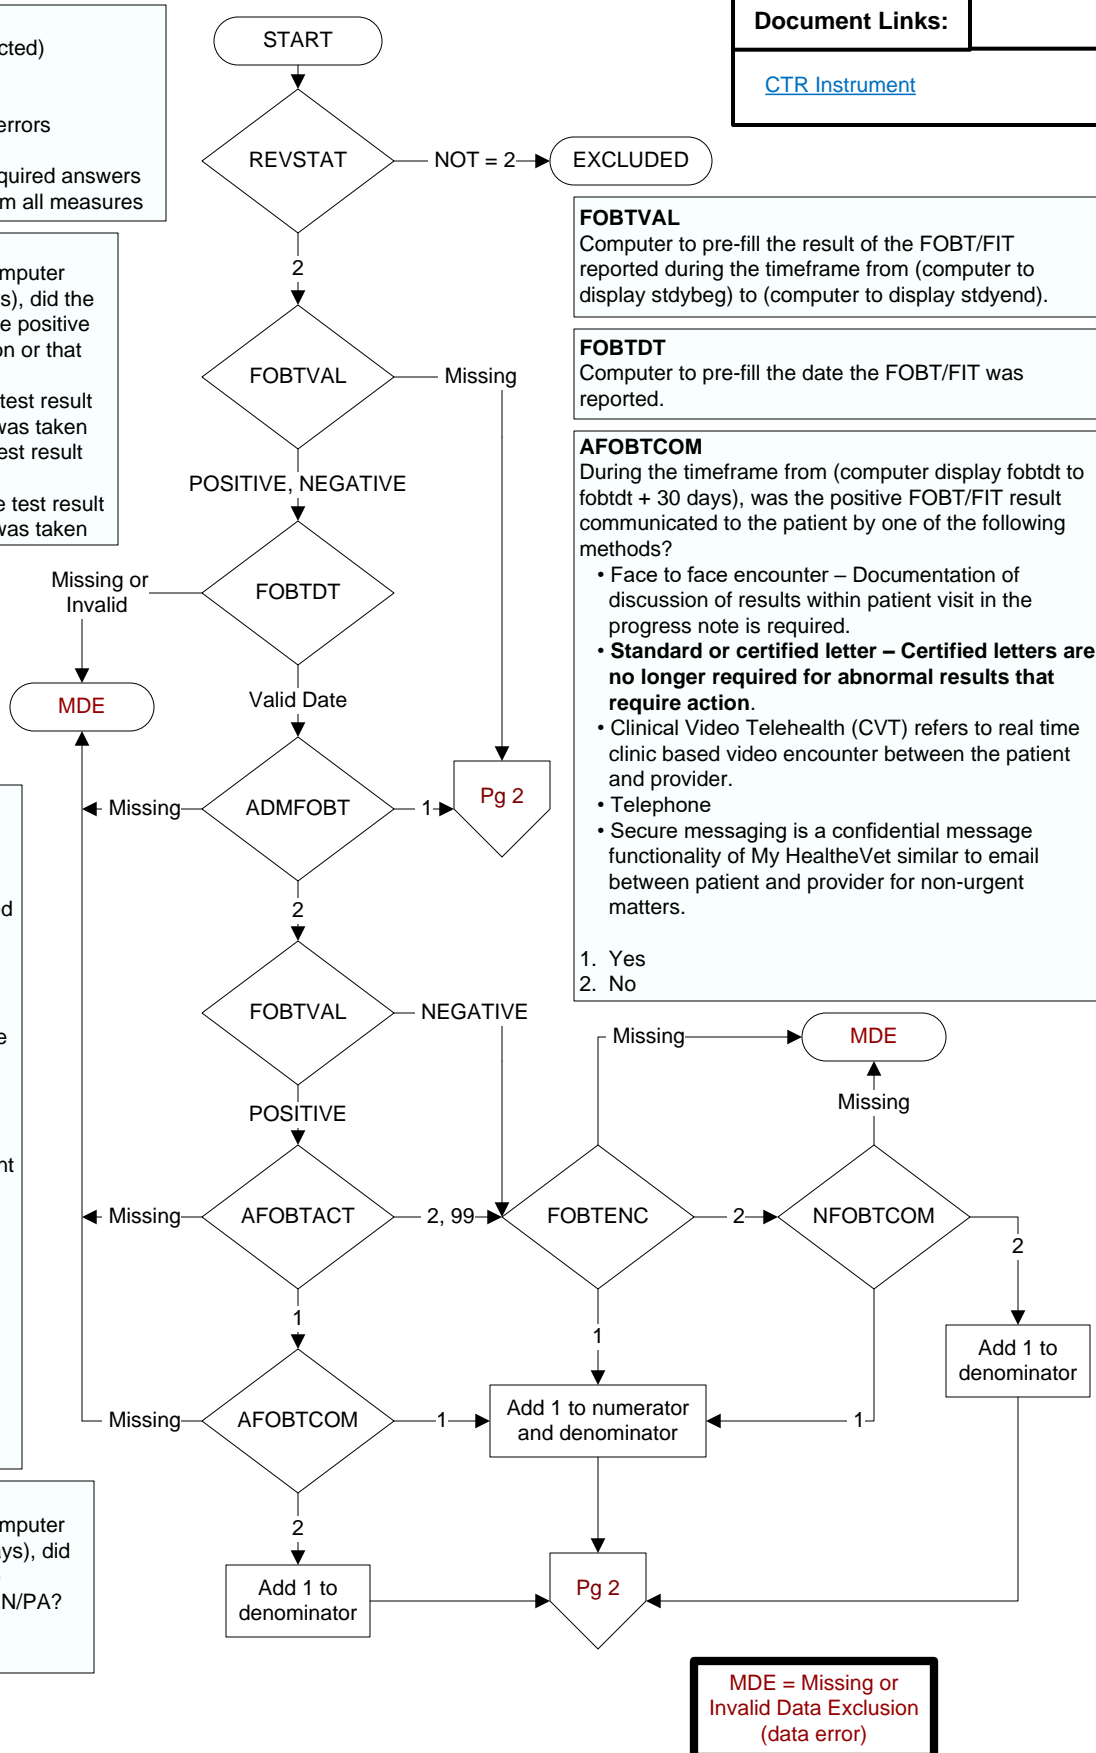 cted)
errors
quired answers
m all measures
mputer
s), did the
e positive
on or that
test result
was taken
est result
e test result
was taken
ed
e
nt
mputer
ays), did
N/PA?
START
REVSTAT
NOT = 2
EXCLUDED
2
FOBTVAL
Missing
POSITIVE, NEGATIVE
FOBTDT
Missing or
Invalid
MDE
Valid Date
ADMFOBT
Missing
1
Pg 2
2
FOBTVAL
NEGATIVE
POSITIVE
AFOBTACT
Missing
2, 99
FOBTENC
Missing
MDE
2
NFOBTCOM
Missing
2
1
1
1
AFOBTCOM
Missing
1
Add 1 to numerator
and denominator
Add 1 to
denominator
2
Add 1 to
denominator
Pg 2
Document Links:
CTR Instrument
FOBTVAL
Computer to pre-fill the result of the FOBT/FIT
reported during the timeframe from (computer to
display stdybeg) to (computer to display stdyend).
FOBTDT
Computer to pre-fill the date the FOBT/FIT was
reported.
AFOBTCOM
During the timeframe from (computer display fobtdt to
fobtdt + 30 days), was the positive FOBT/FIT result
communicated to the patient by one of the following
methods?
• Face to face encounter – Documentation of
discussion of results within patient visit in the
progress note is required.
• Standard or certified letter – Certified letters are
no longer required for abnormal results that
require action.
• Clinical Video Telehealth (CVT) refers to real time
clinic based video encounter between the patient
and provider.
• Telephone
• Secure messaging is a confidential message
functionality of My HealtheVet similar to email
between patient and provider for non-urgent
matters.
1. Yes
2. No
MDE = Missing or
Invalid Data Exclusion
(data error)